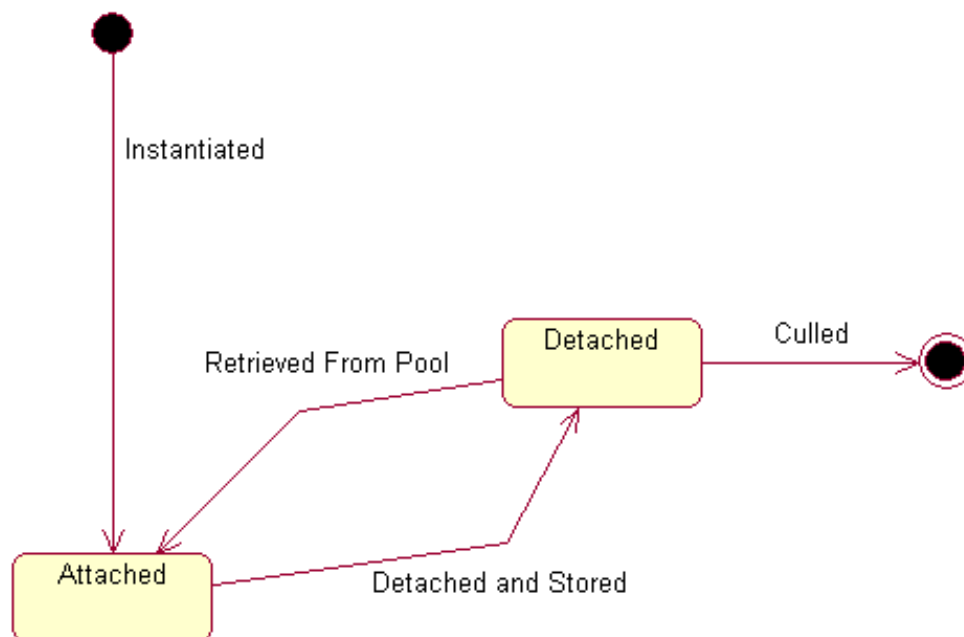 Instantiated
Detached
Culled
Retrieved From Pool
Attached
Detached and Stored